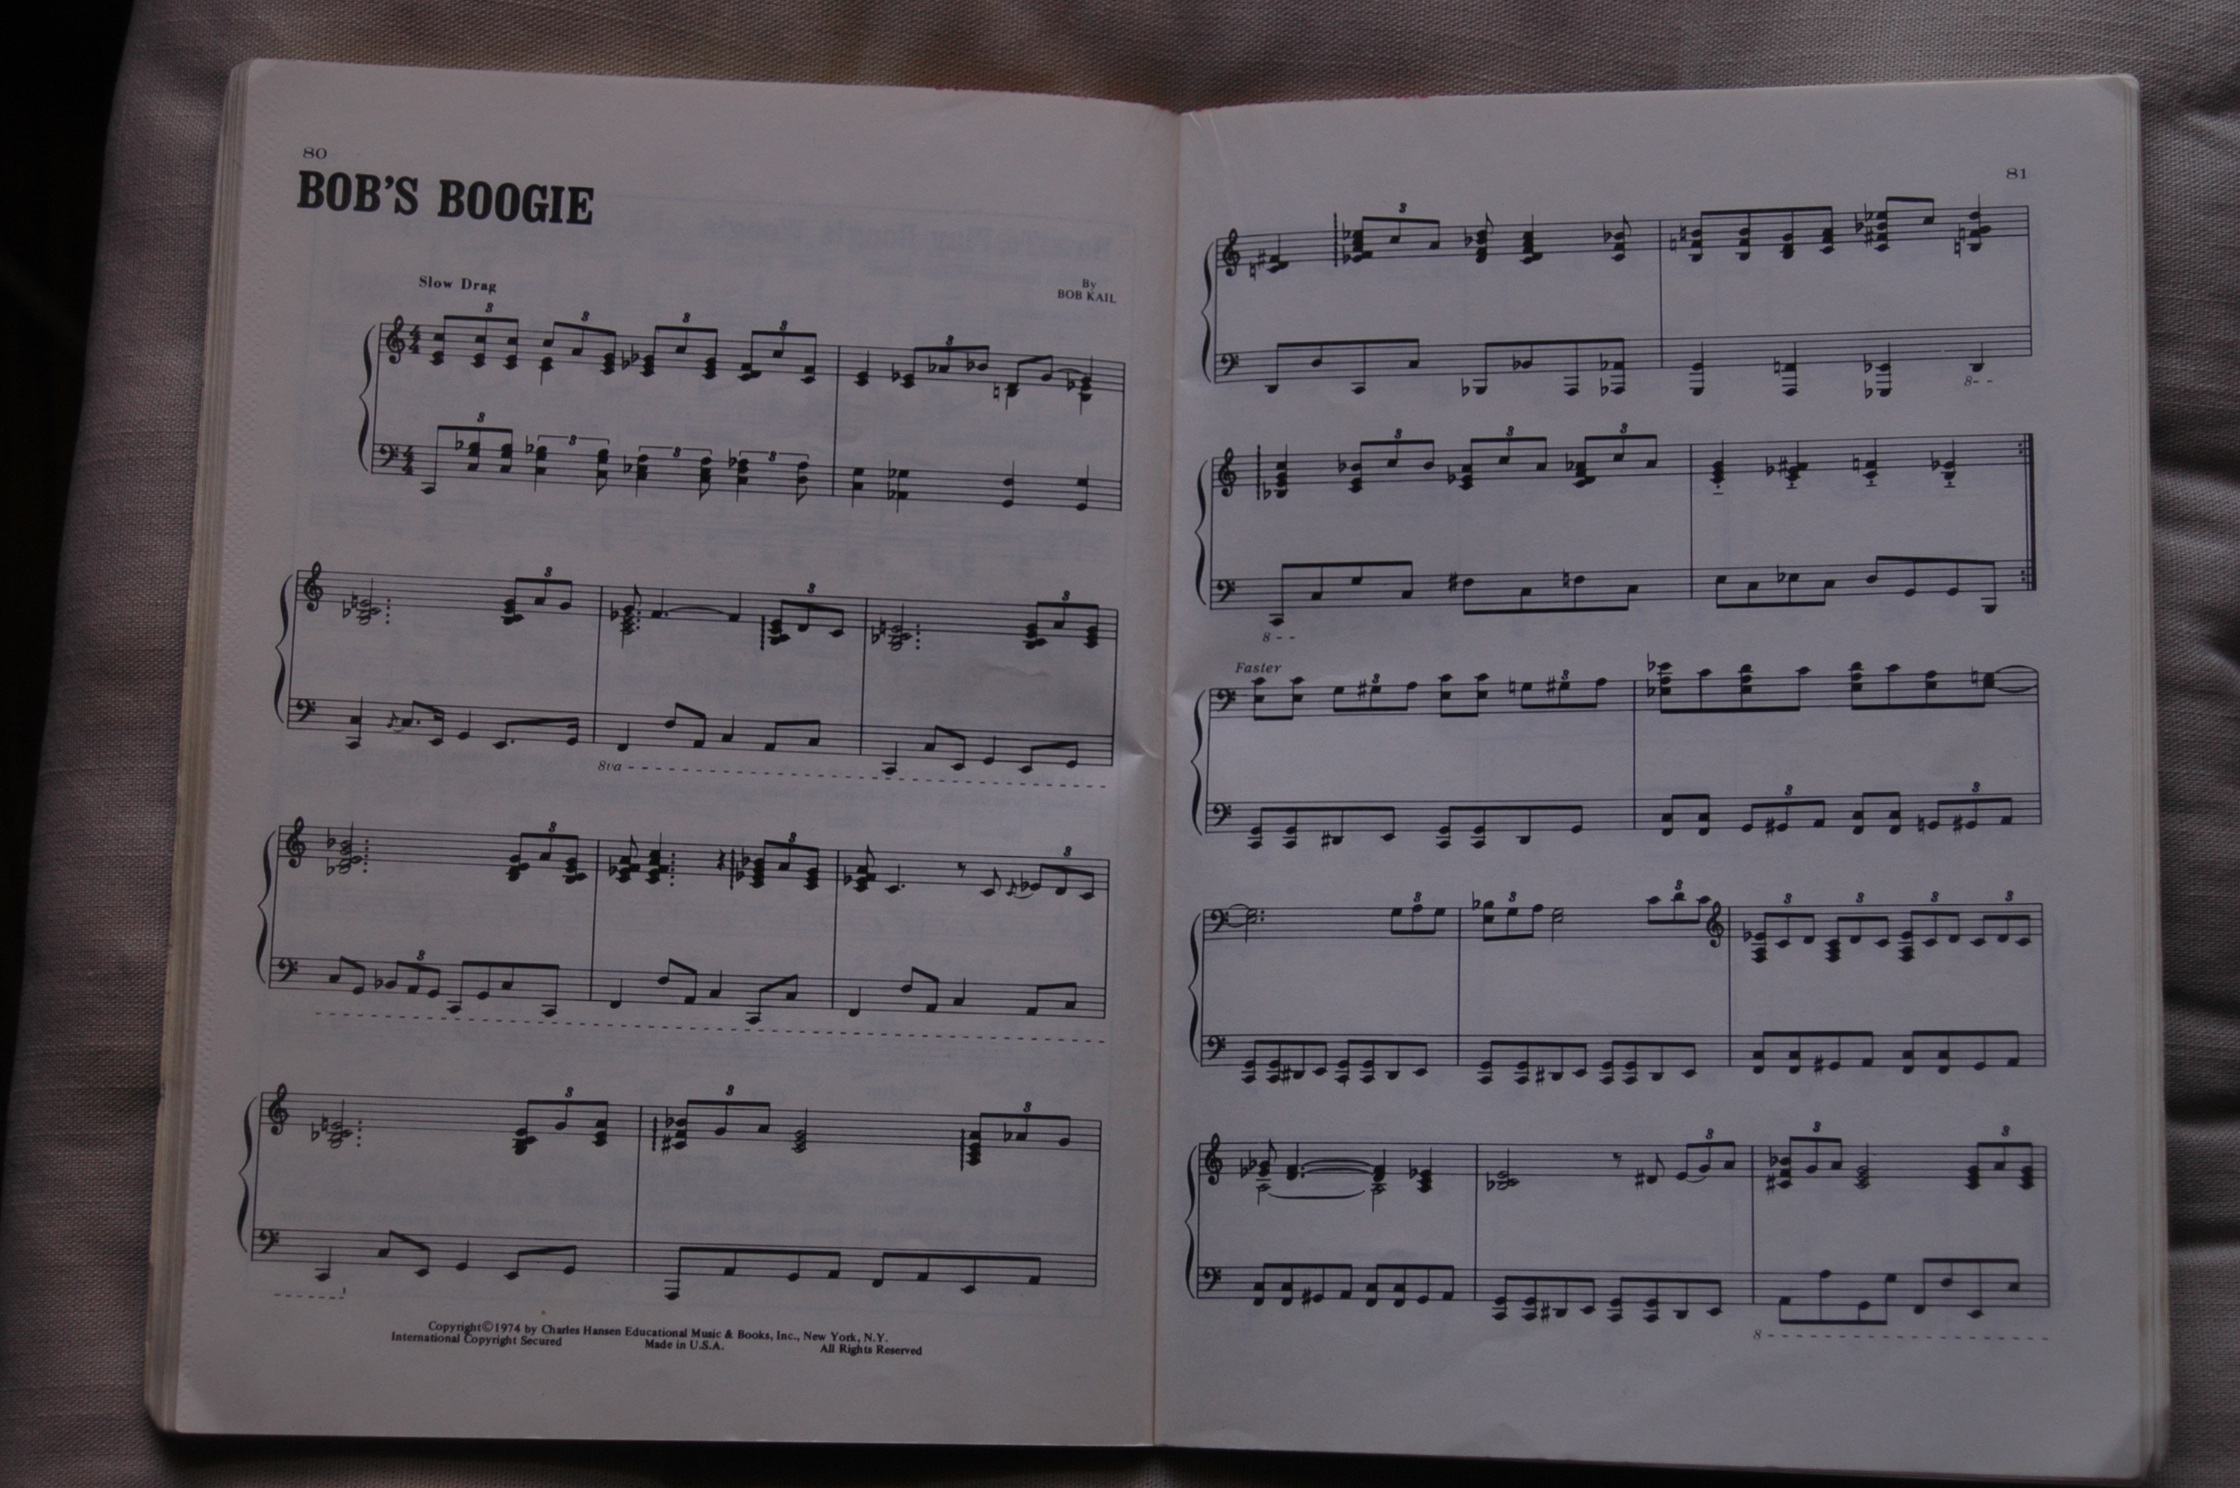 80
BOB'S BOOGIE
Slow Drag
By
BOB KAIL
8va
Copyright©1974 by Charles Hansen Educational Music & Books, Inc., New York, N.Y.
International Copyright Secured Made in U.S.A. All Rights Reserved
81
8
8
Faster
8